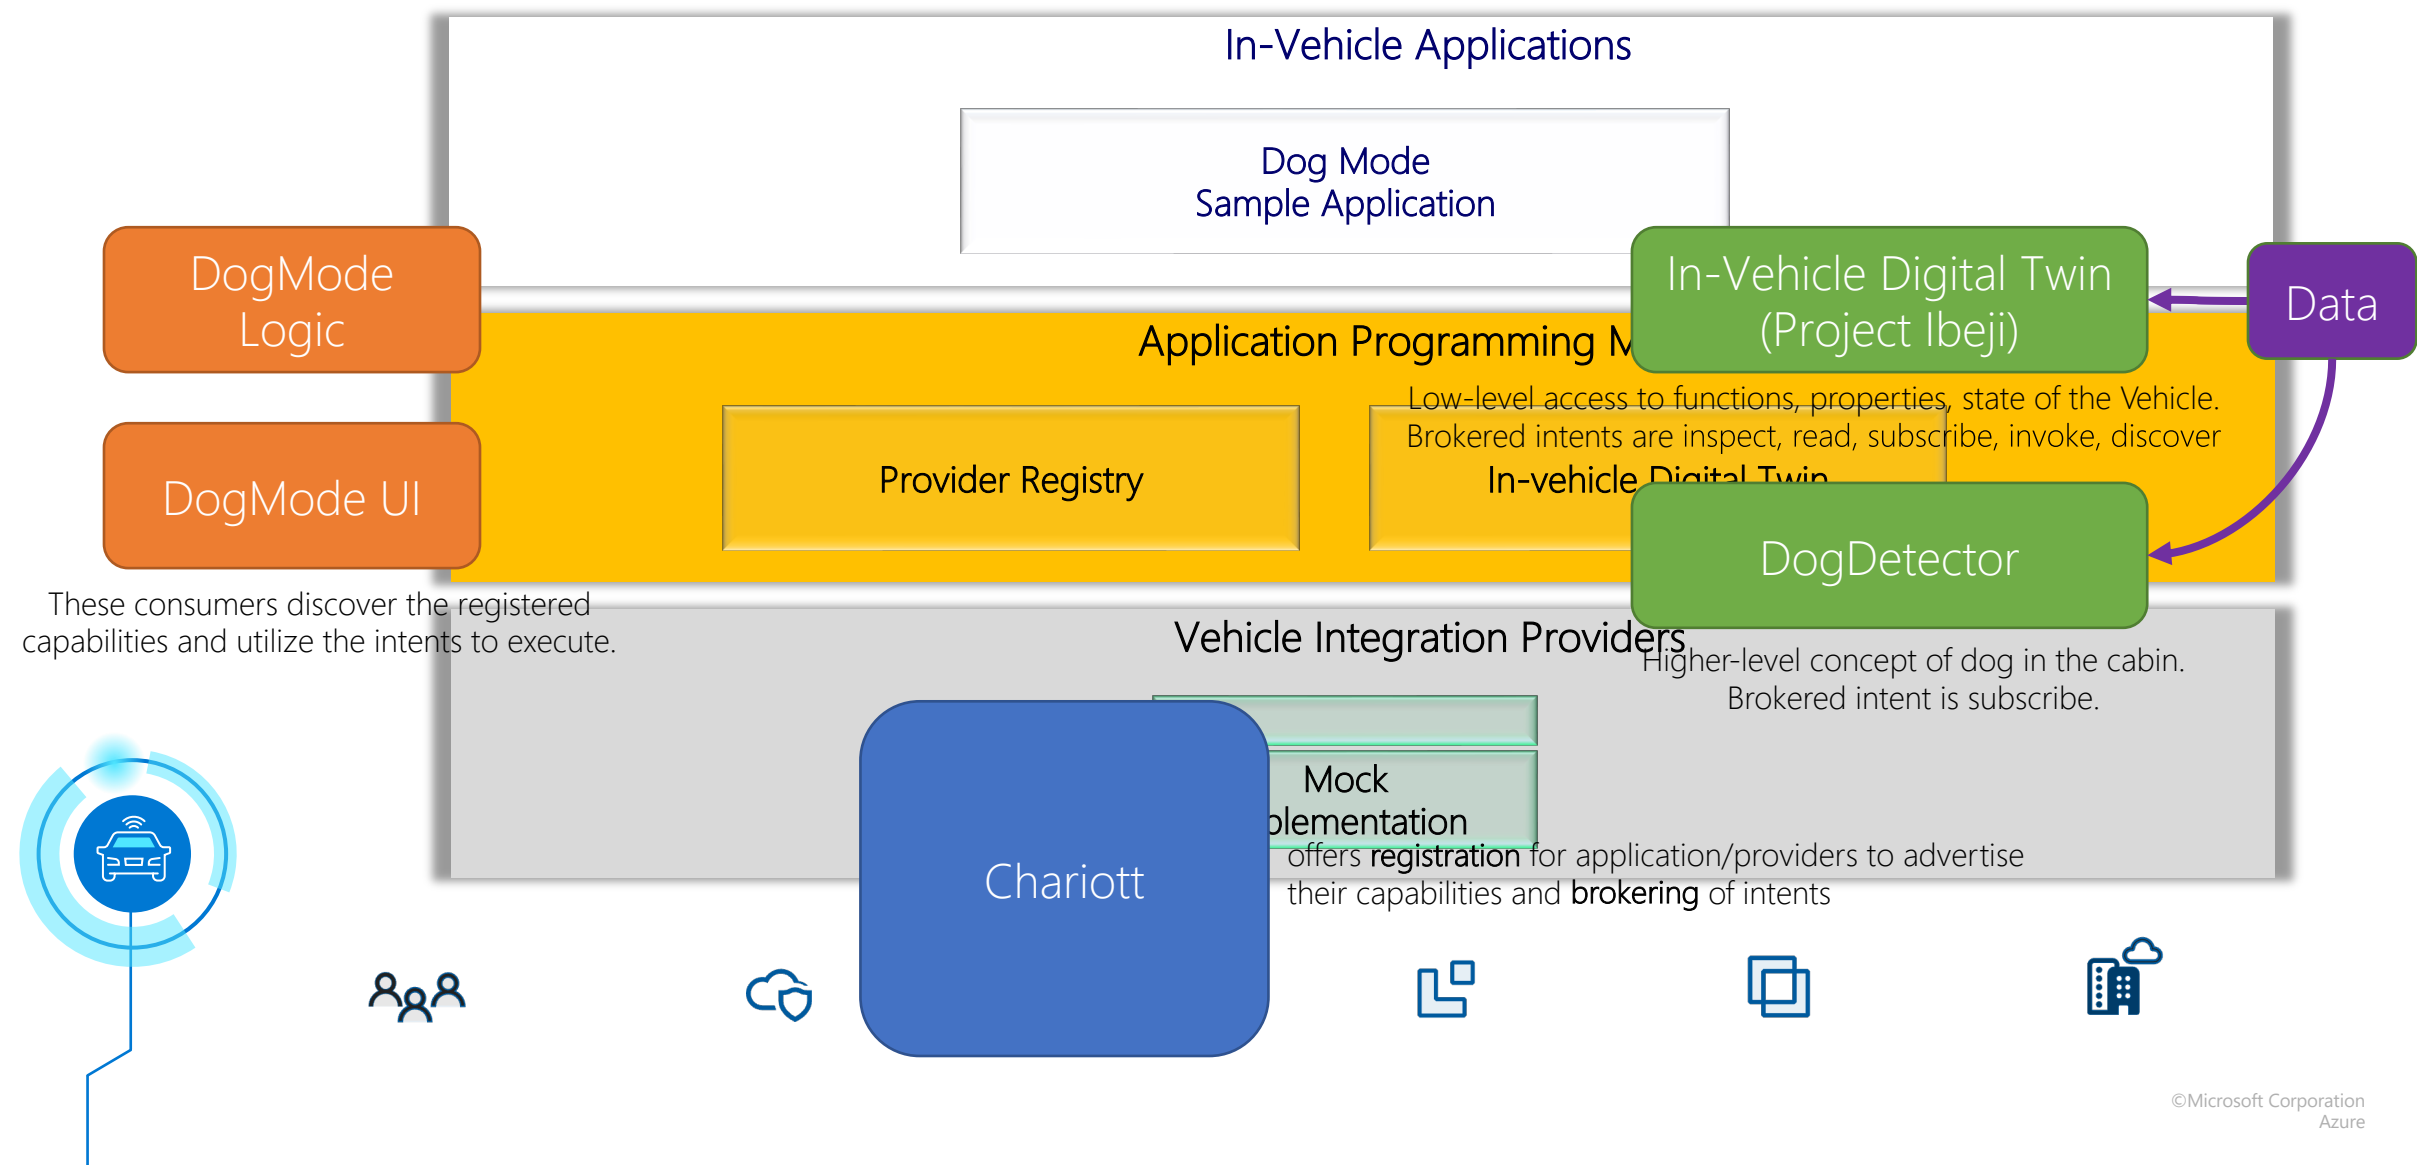 In-Vehicle Applications
Dog Mode
Sample Application
DogMode
Logic
In-Vehicle Digital Twin
(Project Ibeji)
Data
Application Programming M
Low-level access to functions, properties, state of the Vehicle.
Brokered intents are inspect, read, subscribe, invoke, discover
DogMode UI
Provider Registry
In-vehicle Digital Twin
DogDetector
These consumers discover the registered
capabilities and utilize the intents to execute.
Vehicle Integration Providers
Higher-level concept of dog in the cabin.
Brokered intent is subscribe.
Mock
plementation
Chariott
offers registration for application/providers to advertise
their capabilities and brokering of intents
©Microsoft Corporation
Azure